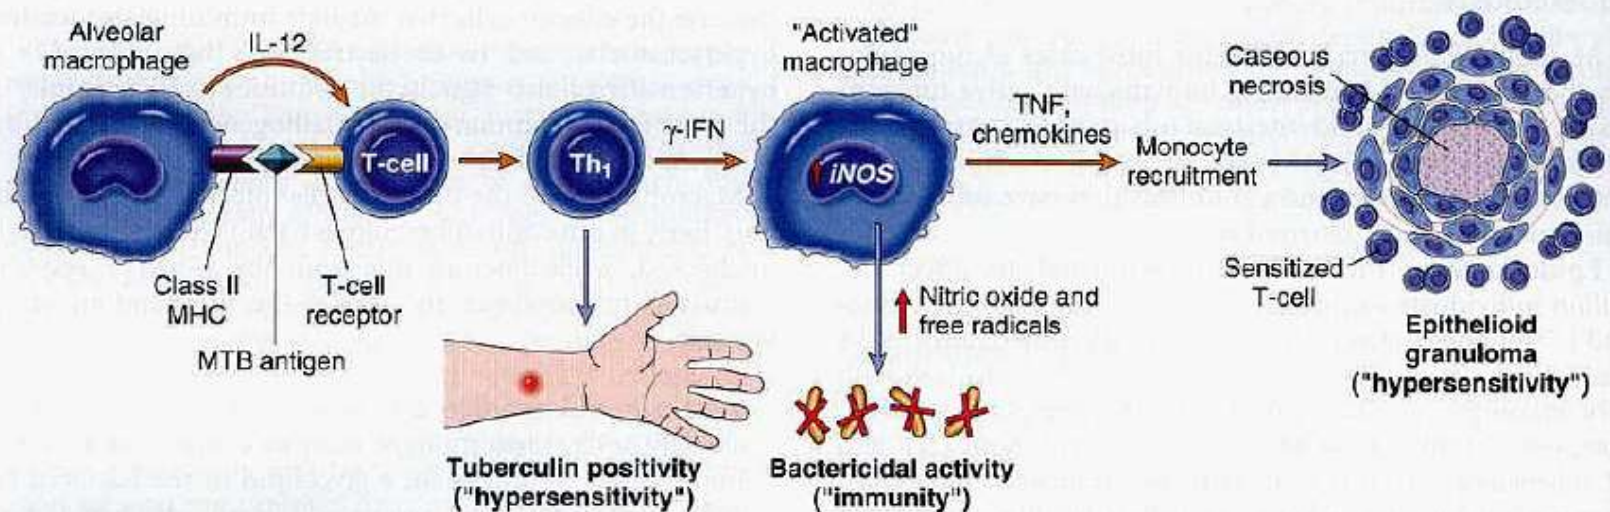 Alveolar
macrophage
IL-12
T-cell
Th1
γ-IFN
"Activated"
macrophage
iNOS
TNF,
chemokines
Monocyte
recruitment
Caseous
necrosis
Class II
MHC
T-cell
receptor
MTB antigen
Nitric oxide and
free radicals
Sensitized
T-cell
Epithelioid
granuloma
("hypersensitivity")
Tuberculin positivity
("hypersensitivity")
Bactericidal activity
("immunity")